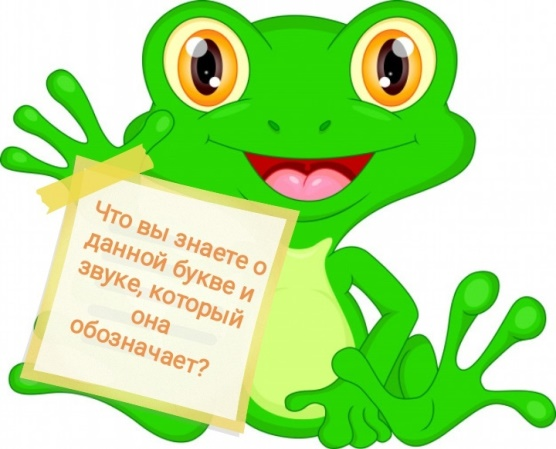 Что вы знаете о
данной букве и
звуке, который
она
обозначает?